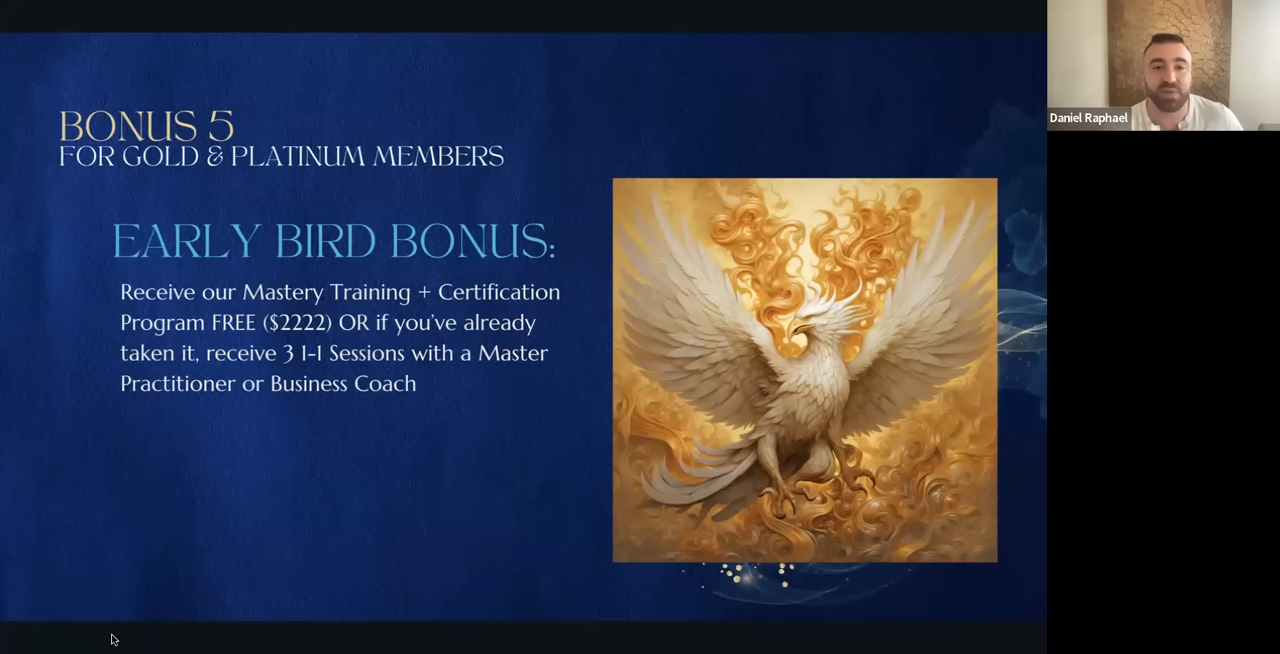 BONUS 5
FOR GOLD & PLATINUM MEMBERS
EARLY BIRD BONUS:
Receive our Mastery Training + Certification
Program FREE ($2222) OR if you've already
taken it, receive 3 1-1 Sessions with a Master
Practitioner or Business Coach
Daniel Raphael